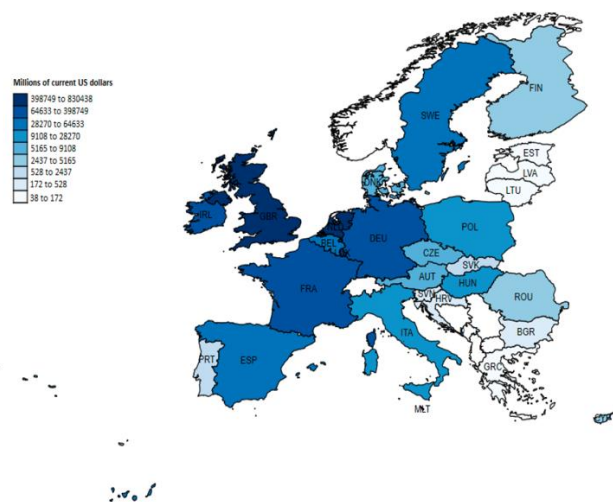 Millions of current US dollars
398749 to 830438
64633 to 398749
28270 to 64633
9108 to 28270
5165 to 9108
2437 to 5165
528 to 2437
172 to 528
38 to 172
FIN
SWE
EST
LVA
LTU
DNK
IRL
GBR
NLD
DEU
POL
BEL
CZE
SVK
FRA
AUT
HUN
SVN
HRV
ROU
ITA
BGR
PRT
ESP
GRC
MLT